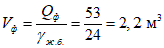 V_ф = Q_ф / γ_ж.б. = 53 / 24 = 2,2 м³